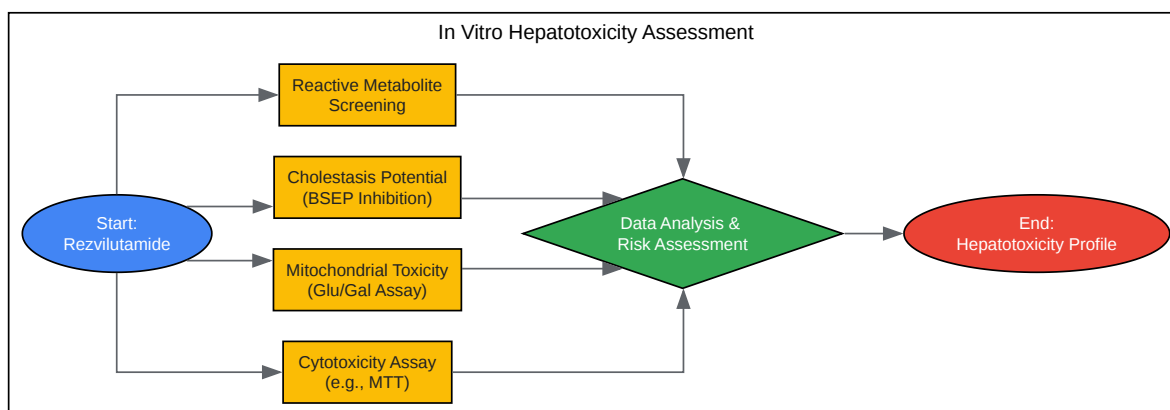 In Vitro Hepatotoxicity Assessment
Reactive Metabolite
Screening
Cholestasis Potential
(BSEP Inhibition)
Start:
Rezvilutamide
Data Analysis &
Risk Assessment
End:
Hepatotoxicity Profile
Mitochondrial Toxicity
(Glu/Gal Assay)
Cytotoxicity Assay
(e.g., MTT)